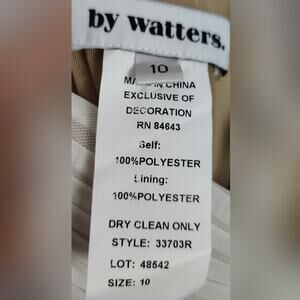 by Watters.
10
MADE IN CHINA
EXCLUSIVE OF
DECORATION
RN 84643
Self:
100%POLYESTER
Lining:
100%POLYESTER
DRY CLEAN ONLY
STYLE: 33703R
LOT: 48542
SIZE: 10